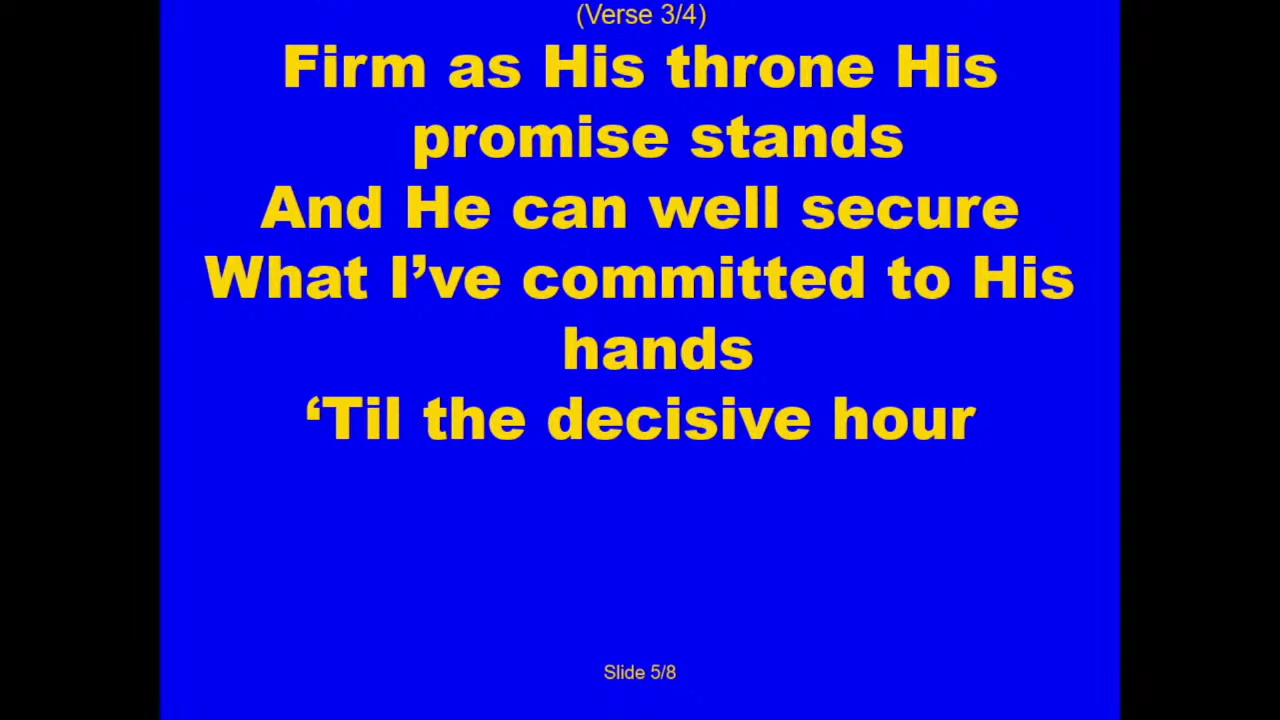 (Verse 3/4)
Firm as His throne His
promise stands
And He can well secure
What I’ve committed to His
hands
‘Til the decisive hour
Slide 5/8